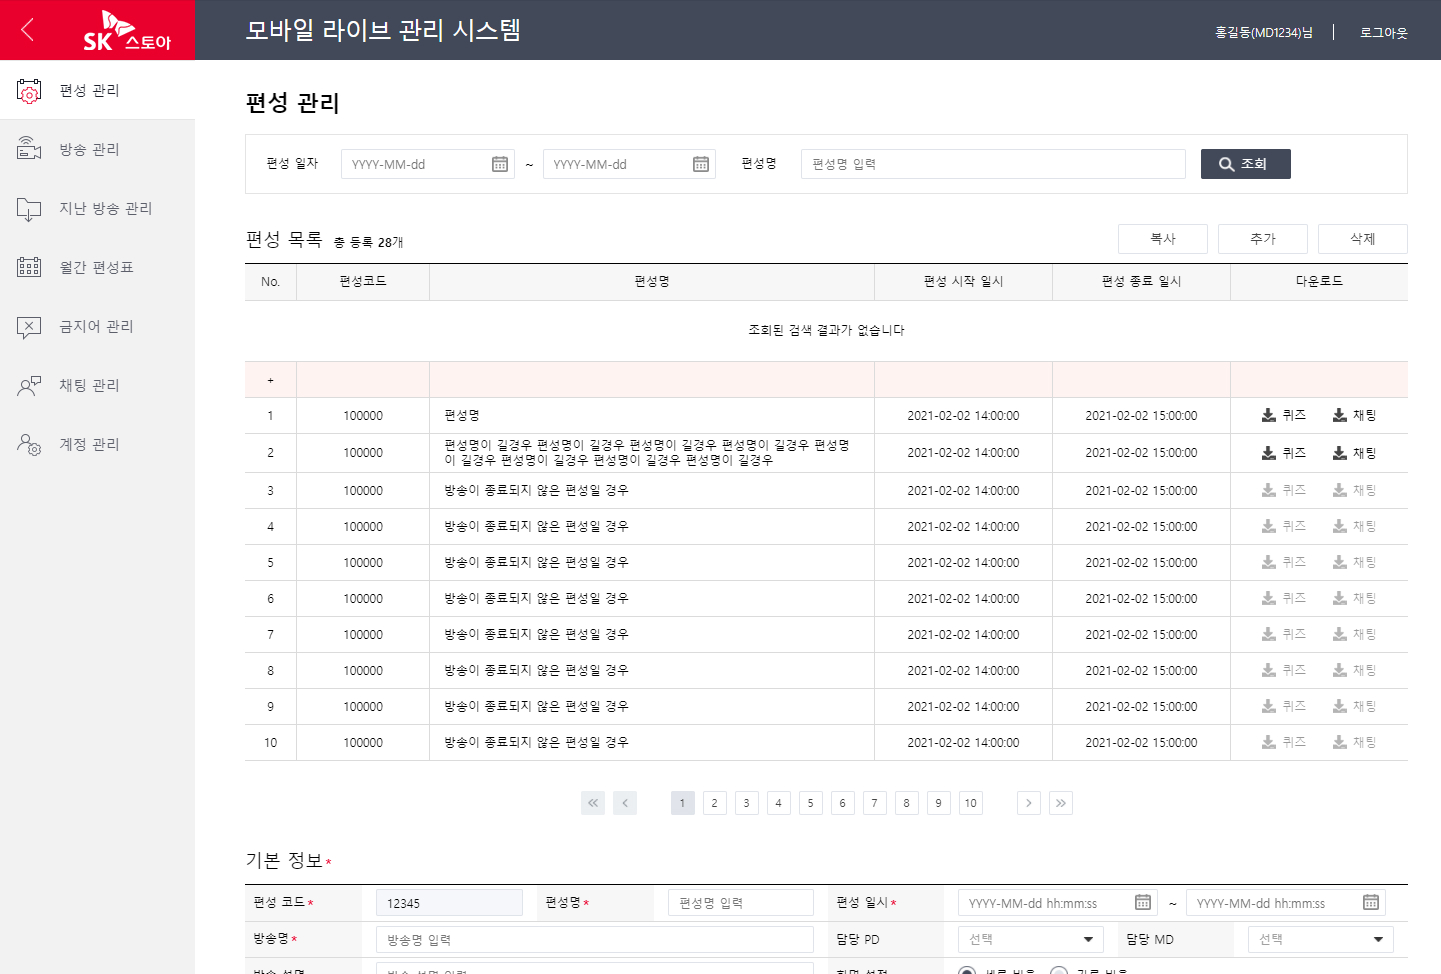 SK 스토아
모바일 라이브 관리 시스템
홍길동(MD1234)님
로그아웃
편성 관리
방송 관리
지난 방송 관리
월간 편성표
금지어 관리
채팅 관리
계정 관리
편성 관리
편성 일자 YYYY-MM-dd ~ YYYY-MM-dd 편성명 편성명 입력 조회
편성 목록 총 등록 28개 복사 추가 삭제
No. 편성코드 편성명 편성 시작 일시 편성 종료 일시 다운로드
조회된 검색 결과가 없습니다
+
1 100000 편성명 2021-02-02 14:00:00 2021-02-02 15:00:00 퀴즈 채팅
2 100000 편성명이 길경우 편성명이 길경우 편성명이 길경우 편성명이 길경우 편성명
이 길경우 편성명이 길경우 편성명이 길경우 편성명이 길경우 2021-02-02 14:00:00 2021-02-02 15:00:00 퀴즈 채팅
3 100000 방송이 종료되지 않은 편성일 경우 2021-02-02 14:00:00 2021-02-02 15:00:00 퀴즈 채팅
4 100000 방송이 종료되지 않은 편성일 경우 2021-02-02 14:00:00 2021-02-02 15:00:00 퀴즈 채팅
5 100000 방송이 종료되지 않은 편성일 경우 2021-02-02 14:00:00 2021-02-02 15:00:00 퀴즈 채팅
6 100000 방송이 종료되지 않은 편성일 경우 2021-02-02 14:00:00 2021-02-02 15:00:00 퀴즈 채팅
7 100000 방송이 종료되지 않은 편성일 경우 2021-02-02 14:00:00 2021-02-02 15:00:00 퀴즈 채팅
8 100000 방송이 종료되지 않은 편성일 경우 2021-02-02 14:00:00 2021-02-02 15:00:00 퀴즈 채팅
9 100000 방송이 종료되지 않은 편성일 경우 2021-02-02 14:00:00 2021-02-02 15:00:00 퀴즈 채팅
10 100000 방송이 종료되지 않은 편성일 경우 2021-02-02 14:00:00 2021-02-02 15:00:00 퀴즈 채팅
« < 1 2 3 4 5 6 7 8 9 10 > »
기본 정보*
편성 코드* 12345 편성명* 편성명 입력 편성 일시* YYYY-MM-dd hh:mm:ss ~ YYYY-MM-dd hh:mm:ss
방송명* 방송명 입력 담당 PD 선택 담당 MD 선택